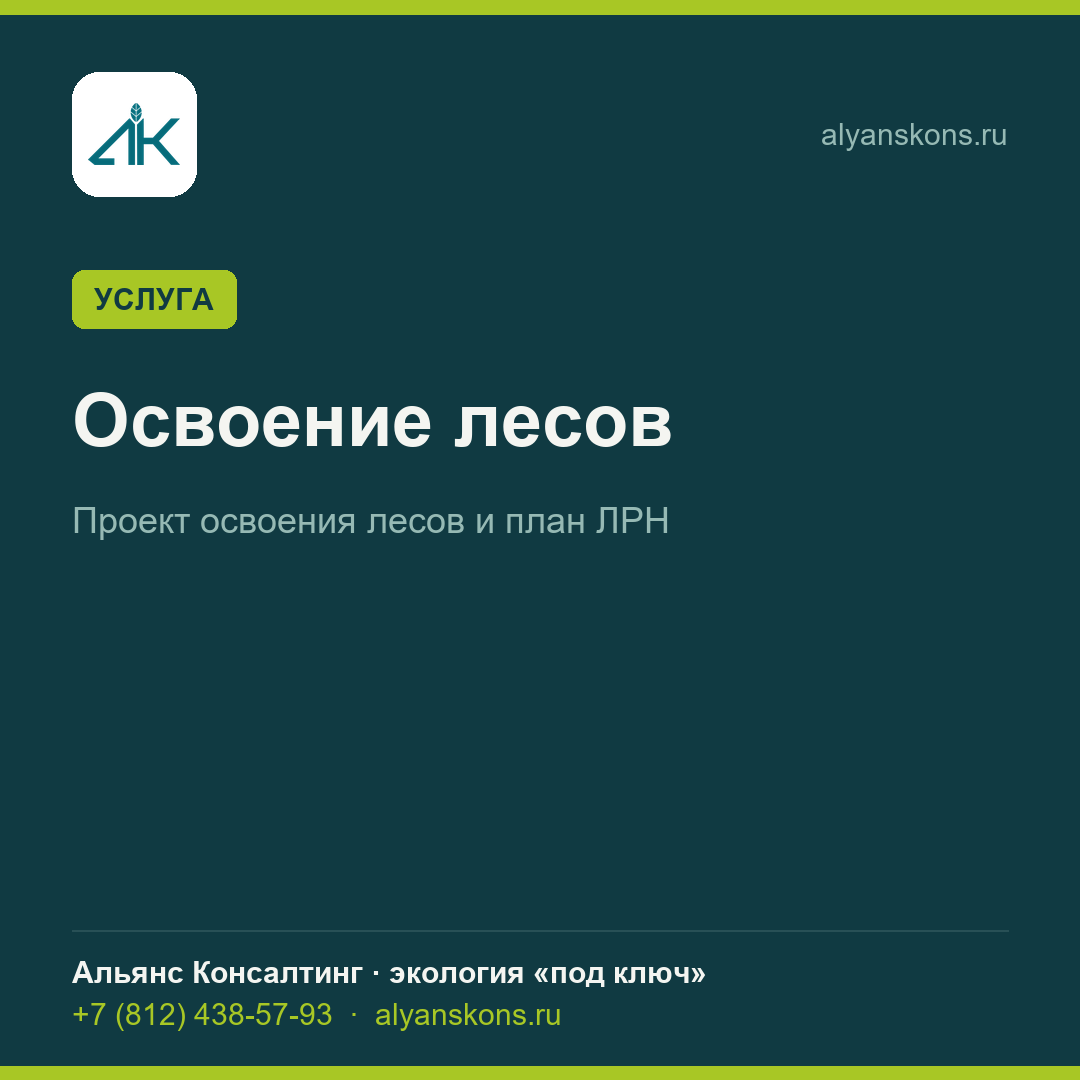 АК
alyanskons.ru
УСЛУГА
Освоение лесов
Проект освоения лесов и план ЛРН
Альянс Консалтинг · экология «под ключ»
+7 (812) 438-57-93 · alyanskons.ru